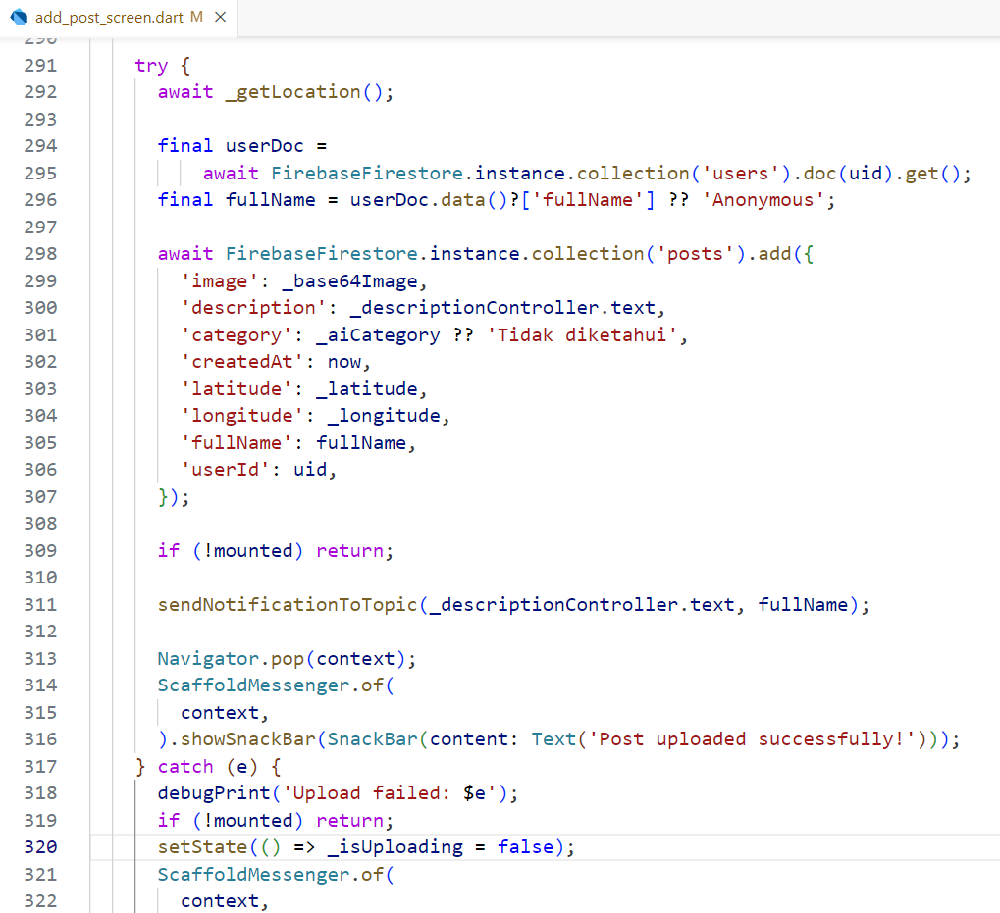 add_post_screen.dart M
290
291 try {
292 await _getLocation();
293
294 final userDoc =
295 await FirebaseFirestore.instance.collection('users').doc(uid).get();
296 final fullName = userDoc.data()?['fullName'] ?? 'Anonymous';
297
298 await FirebaseFirestore.instance.collection('posts').add({
299 'image': _base64Image,
300 'description': _descriptionController.text,
301 'category': _aiCategory ?? 'Tidak diketahui',
302 'createdAt': now,
303 'latitude': _latitude,
304 'longitude': _longitude,
305 'fullName': fullName,
306 'userId': uid,
307 });
308
309 if (!mounted) return;
310
311 sendNotificationToTopic(_descriptionController.text, fullName);
312
313 Navigator.pop(context);
314 ScaffoldMessenger.of(
315 context,
316 ).showSnackBar(SnackBar(content: Text('Post uploaded successfully!')));
317 } catch (e) {
318 debugPrint('Upload failed: $e');
319 if (!mounted) return;
320 setState(() => _isUploading = false);
321 ScaffoldMessenger.of(
322 context,